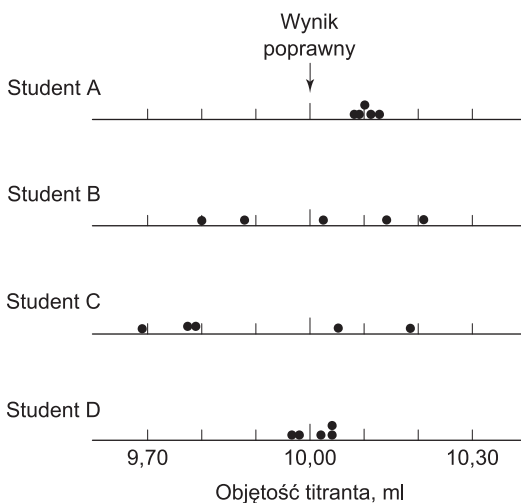 Wynik
poprawny
Student A
Student B
Student C
Student D
9,70 10,00 10,30
Objętość titranta, ml